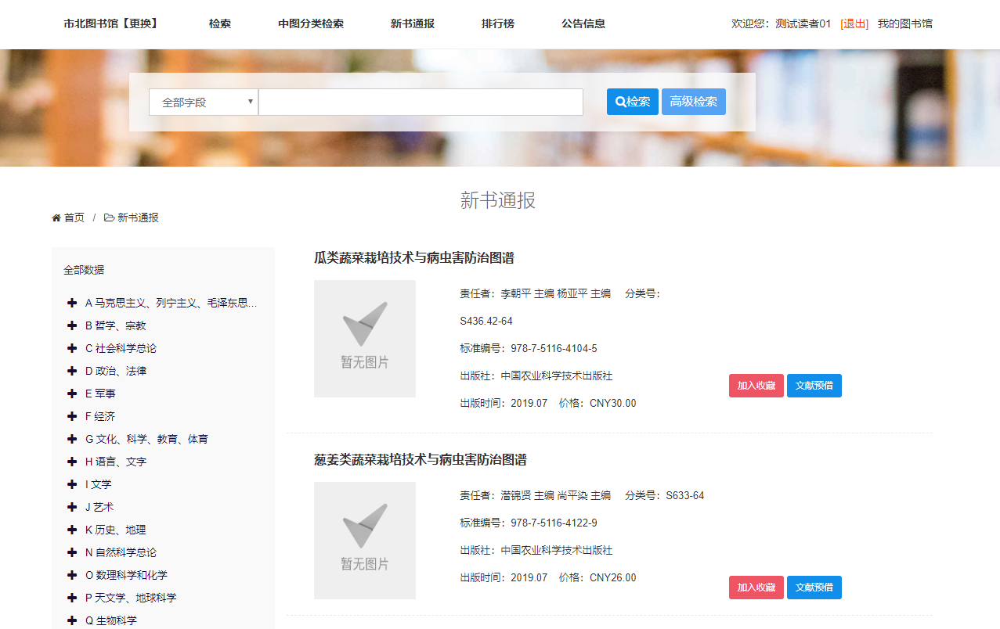 市北图书馆【更换】 检索 中图分类检索 新书通报 排行榜 公告信息 欢迎您：测试读者01 [退出] 我的图书馆
全部字段 检索 高级检索
新书通报
首页 / 新书通报
全部数据
A 马克思主义、列宁主义、毛泽东思...
B 哲学、宗教
C 社会科学总论
D 政治、法律
E 军事
F 经济
G 文化、科学、教育、体育
H 语言、文字
I 文学
J 艺术
K 历史、地理
N 自然科学总论
O 数理科学和化学
P 天文学、地球科学
Q 生物科学
瓜类蔬菜栽培技术与病虫害防治图谱
暂无图片
责任者：李朝平 主编 杨亚平 主编 分类号：
S436.42-64
标准编号：978-7-5116-4104-5
出版社：中国农业科学技术出版社
出版时间：2019.07 价格：CNY30.00
加入收藏 文献预借
葱姜类蔬菜栽培技术与病虫害防治图谱
暂无图片
责任者：潜锦贤 主编 尚平染 主编 分类号：S633-64
标准编号：978-7-5116-4122-9
出版社：中国农业科学技术出版社
出版时间：2019.07 价格：CNY26.00
加入收藏 文献预借